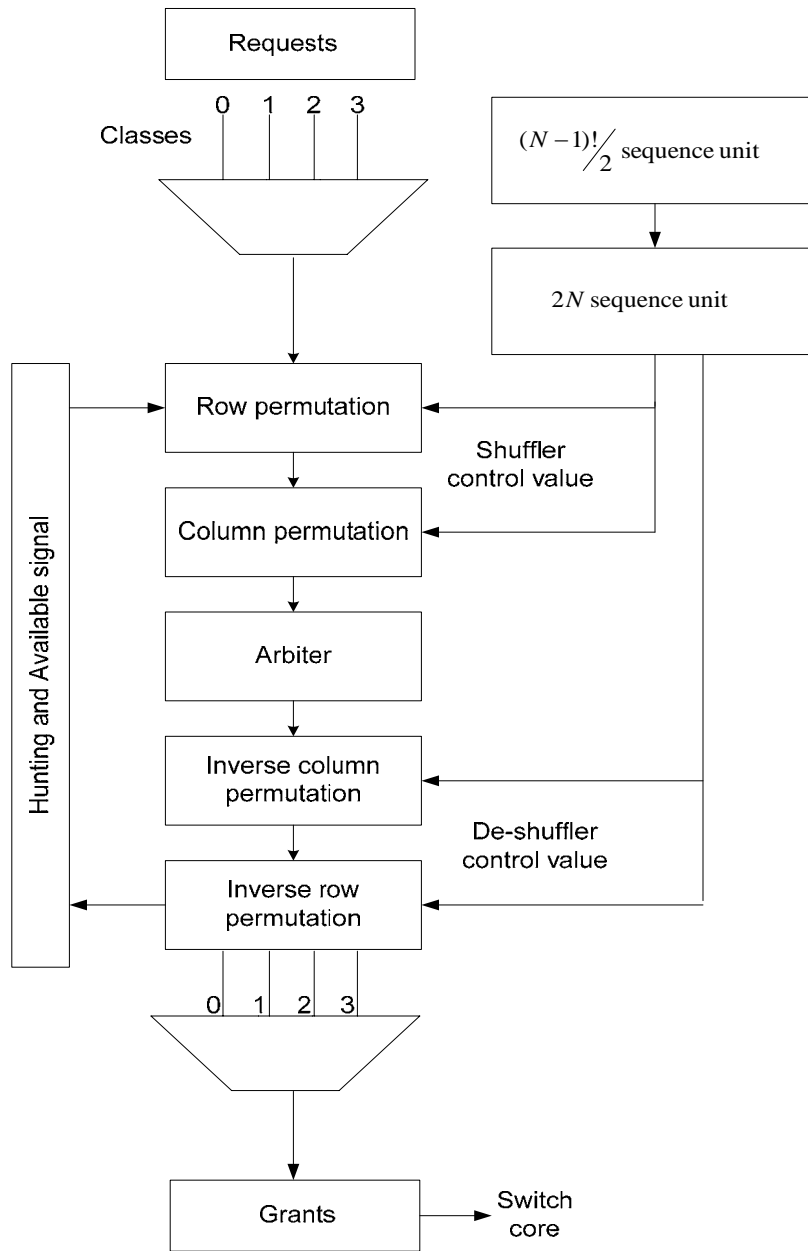 Requests
0 1 2 3
Classes
(N − 1)!/2 sequence unit
2N sequence unit
Row permutation
Shuffler
control value
Column permutation
Hunting and Available signal
Arbiter
Inverse column
permutation
De-shuffler
control value
Inverse row
permutation
0 1 2 3
Grants
Switch
core